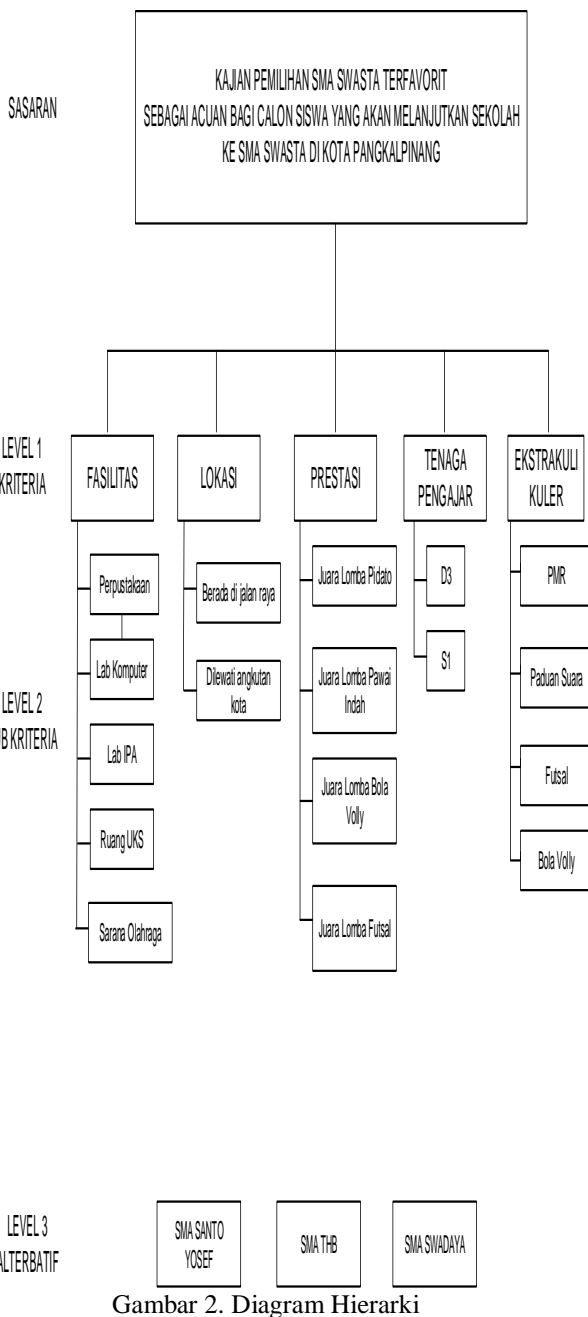 SASARAN
KAJIAN PEMILIHAN SMA SWASTA TERFAVORIT
SEBAGAI ACUAN BAGI CALON SISWA YANG AKAN MELANJUTKAN SEKOLAH
KE SMA SWASTA DI KOTA PANGKALPINANG
LEVEL 1
KRITERIA
FASILITAS
LOKASI
PRESTASI
TENAGA
PENGAJAR
EKSTRAKULI
KULER
LEVEL 2
UB KRITERIA
Perpustakaan
Lab Komputer
Lab IPA
Ruang UKS
Sarana Olahraga
Berada di jalan raya
Dilewati angkutan
kota
Juara Lomba Pidato
Juara Lomba Pawai
Indah
Juara Lomba Bola
Volly
Juara Lomba Futsal
D3
S1
PMR
Paduan Suara
Futsal
Bola Volly
LEVEL 3
ALTERBATIF
SMA SANTO
YOSEF
SMA THB
SMA SWADAYA
Gambar 2. Diagram Hierarki